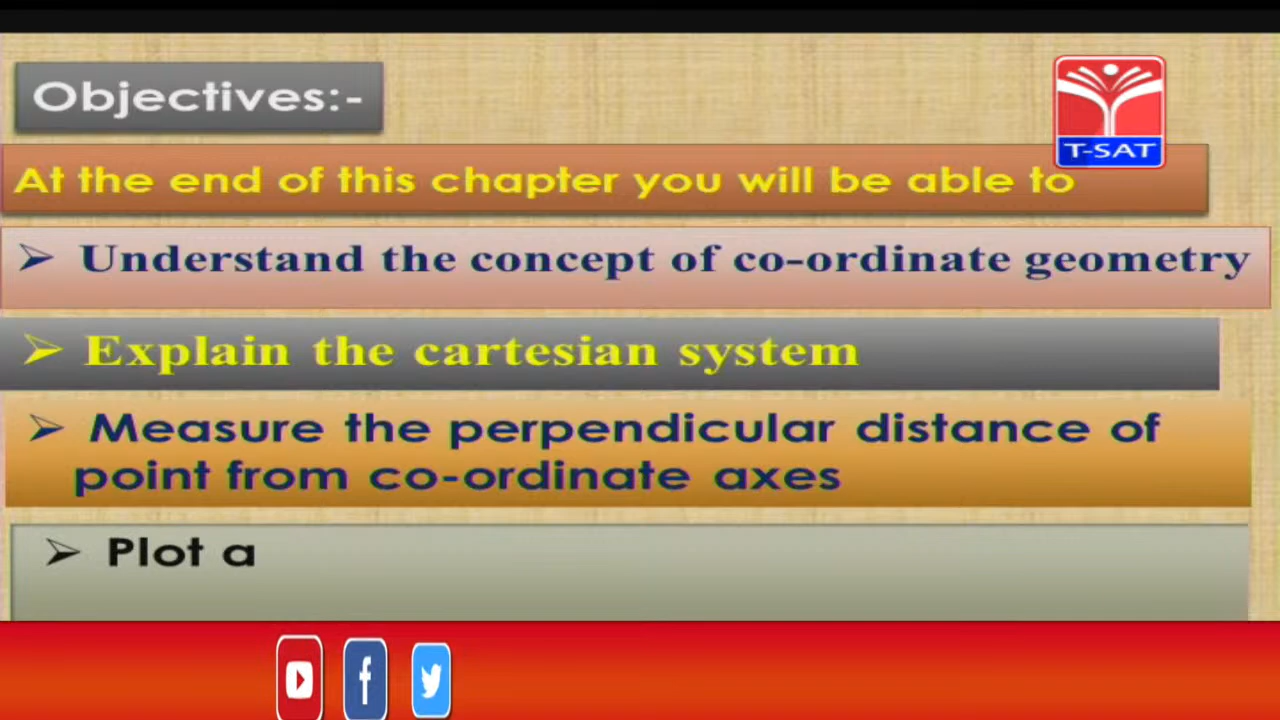 Objectives:-
T-SAT
At the end of this chapter you will be able to
➢ Understand the concept of co-ordinate geometry
➢ Explain the cartesian system
➢ Measure the perpendicular distance of
point from co-ordinate axes
➢ Plot a